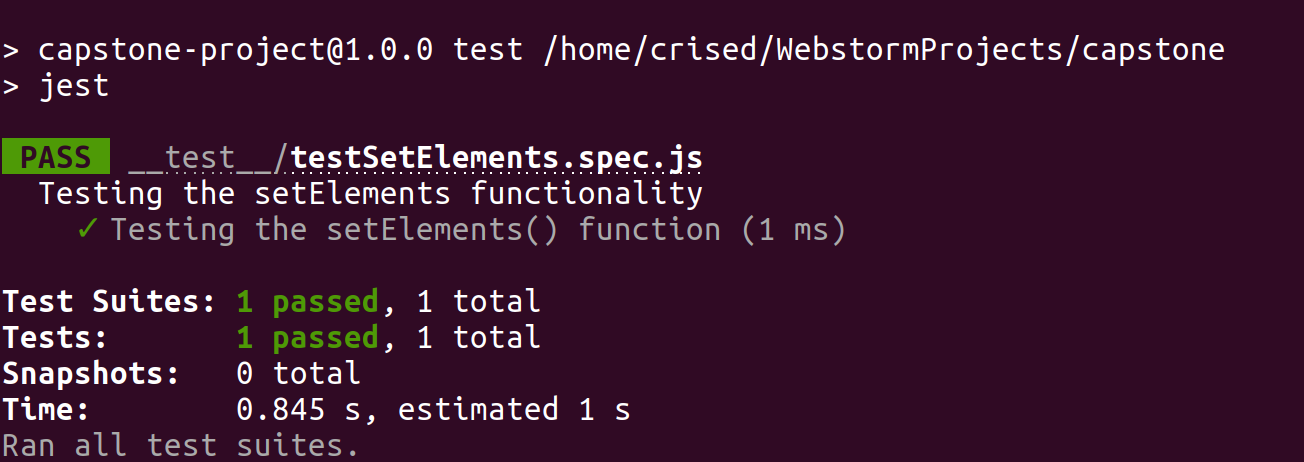 > capstone-project@1.0.0 test /home/crised/WebstormProjects/capstone
> jest
PASS __test__/testSetElements.spec.js
Testing the setElements functionality
✓ Testing the setElements() function (1 ms)
Test Suites: 1 passed, 1 total
Tests: 1 passed, 1 total
Snapshots: 0 total
Time: 0.845 s, estimated 1 s
Ran all test suites.